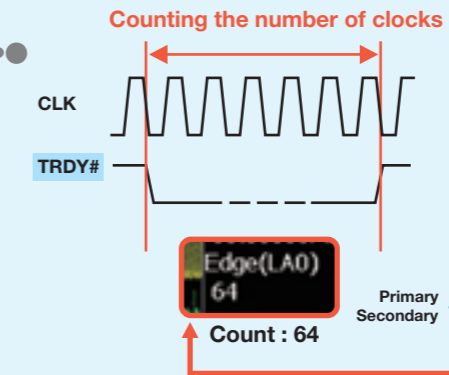 Counting the number of clocks
CLK
TRDY#
Edge(LA0)
64
Primary
Secondary
Count : 64